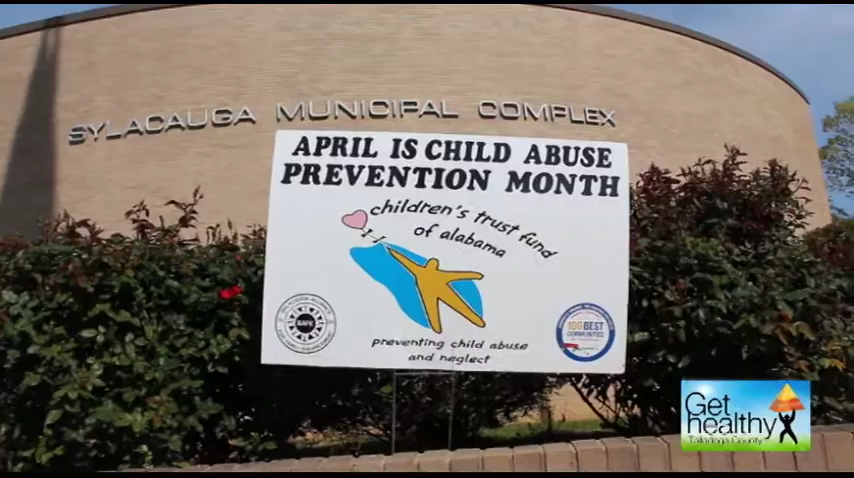 SYLACAUGA MUNICIPAL COMPLEX
APRIL IS CHILD ABUSE
PREVENTION MONTH
children's trust fund
of alabama
SAFE
100 BEST
COMMUNITIES
preventing child abuse
and neglect
Get
healthy
Talladega County